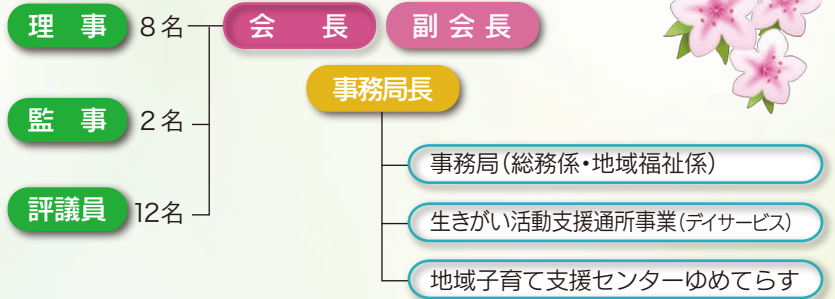 理事 8名 会長 副会長
事務局長
監事 2名
事務局(総務係・地域福祉係)
評議員 12名
生きがい活動支援通所事業(デイサービス)
地域子育て支援センターゆめてらす